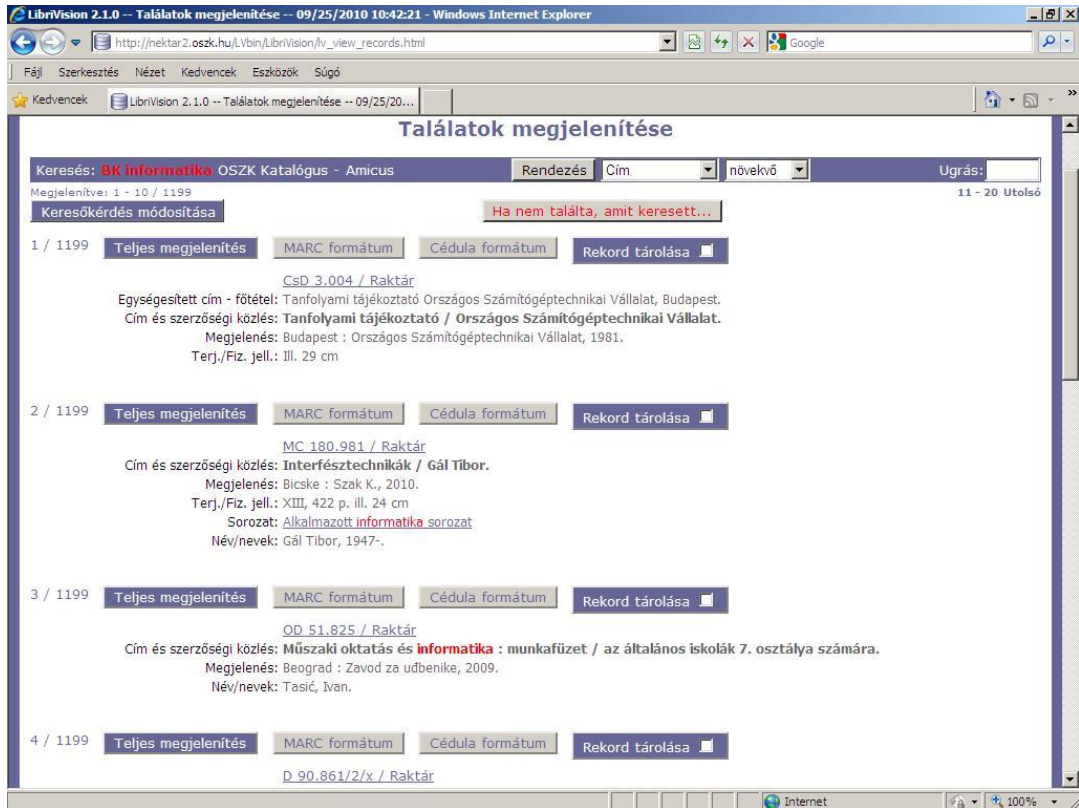 LibriVision 2.1.0 -- Találatok megjelenítése -- 09/25/2010 10:42:21 - Windows Internet Explorer
http://nektar2.oszk.hu/LVbin/LibriVision/lv_view_records.html Google
Fájl Szerkesztés Nézet Kedvencek Eszközök Súgó
Kedvencek LibriVision 2.1.0 -- Találatok megjelenítése -- 09/25/20... »
Találatok megjelenítése
Keresés: BK informatika OSZK Katalógus - Amicus Rendezés Cím növekvő Ugrás:
Megjelenítve: 1 - 10 / 1199 11 - 20 Utolsó
Keresőkérdés módosítása Ha nem találta, amit keresett...
1 / 1199 Teljes megjelenítés MARC formátum Cédula formátum Rekord tárolása
CsD 3.004 / Raktár
Egységesített cím - főtétel: Tanfolyami tájékoztató Országos Számítógéptechnikai Vállalat, Budapest.
Cím és szerzőségi közlés: Tanfolyami tájékoztató / Országos Számítógéptechnikai Vállalat.
Megjelenés: Budapest : Országos Számítógéptechnikai Vállalat, 1981.
Terj./Fiz. jell.: Ill. 29 cm
2 / 1199 Teljes megjelenítés MARC formátum Cédula formátum Rekord tárolása
MC 180.981 / Raktár
Cím és szerzőségi közlés: Interfésztechnikák / Gál Tibor.
Megjelenés: Bicske : Szak K., 2010.
Terj./Fiz. jell.: XIII, 422 p. ill. 24 cm
Sorozat: Alkalmazott informatika sorozat
Név/nevek: Gál Tibor, 1947-.
3 / 1199 Teljes megjelenítés MARC formátum Cédula formátum Rekord tárolása
OD 51.825 / Raktár
Cím és szerzőségi közlés: Műszaki oktatás és informatika : munkafüzet / az általános iskolák 7. osztálya számára.
Megjelenés: Beograd : Zavod za uđbenike, 2009.
Név/nevek: Tasić, Ivan.
4 / 1199 Teljes megjelenítés MARC formátum Cédula formátum Rekord tárolása
D 90.861/2/x / Raktár
Internet 100%